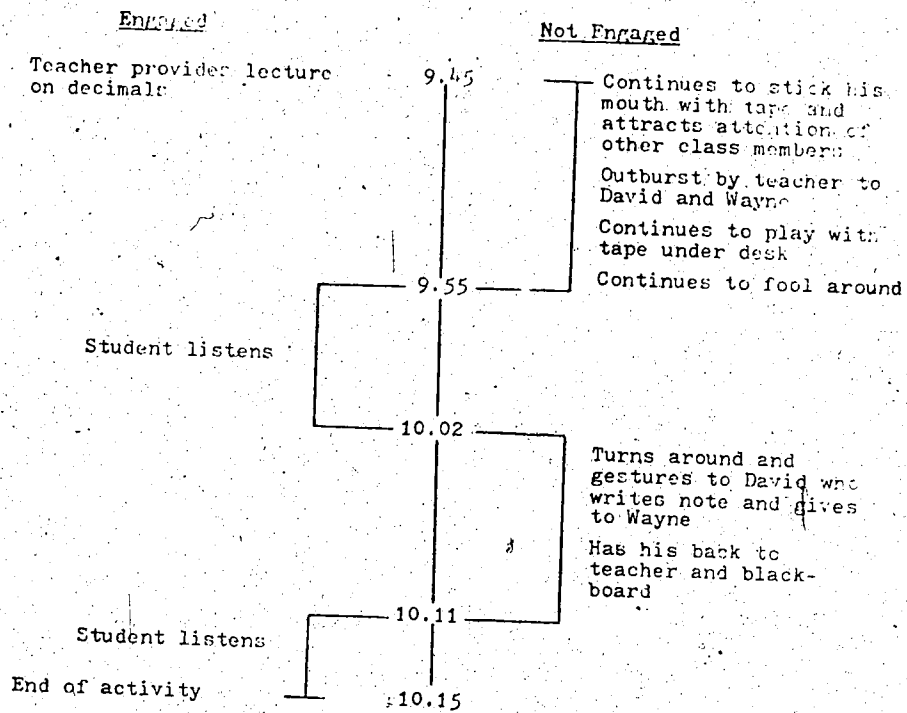 Engaged
Not Engaged
Teacher provider lecture
on decimals
9.45
Continues to stick his
mouth with tape and
attracts attention of
other class members
Outburst by teacher to
David and Wayne
Continues to play with
tape under desk
9.55
Continues to fool around
Student listens
10.02
Turns around and
gestures to David who
writes note and gives
to Wayne
Has his back to
teacher and black-
board
10.11
Student listens
End of activity
10.15